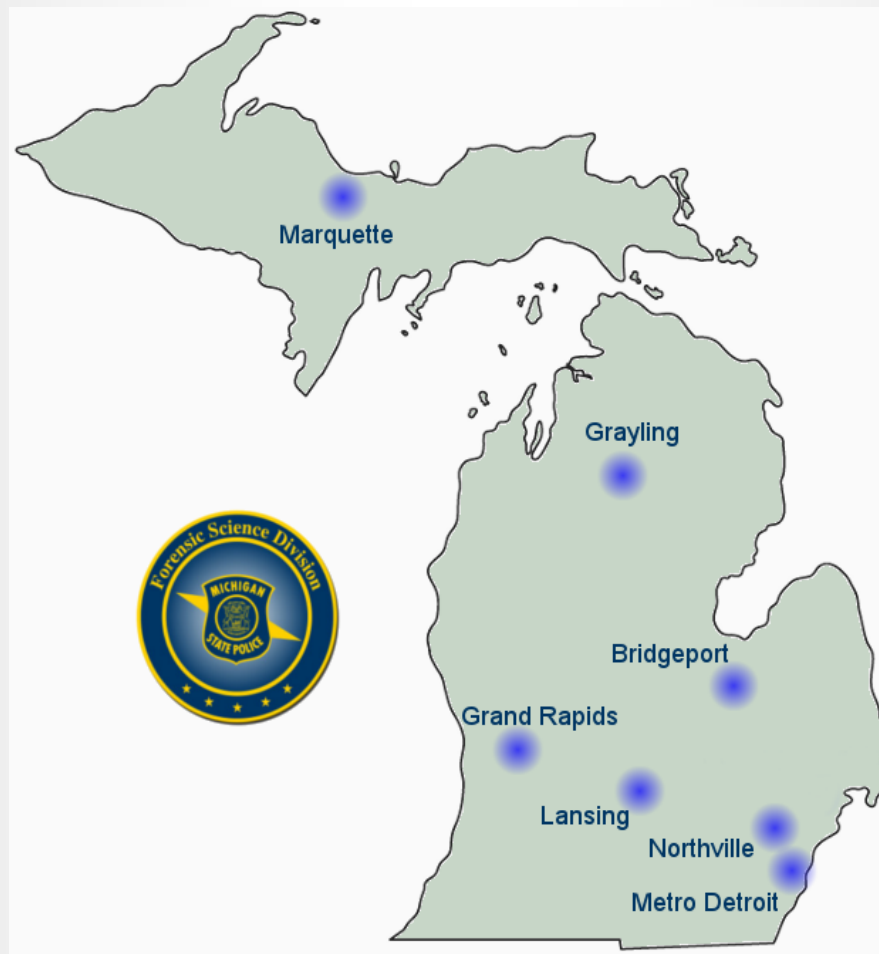 Marquette
Grayling
Forensic Science Division
MICHIGAN
STATE POLICE
Bridgeport
Grand Rapids
Lansing
Northville
Metro Detroit